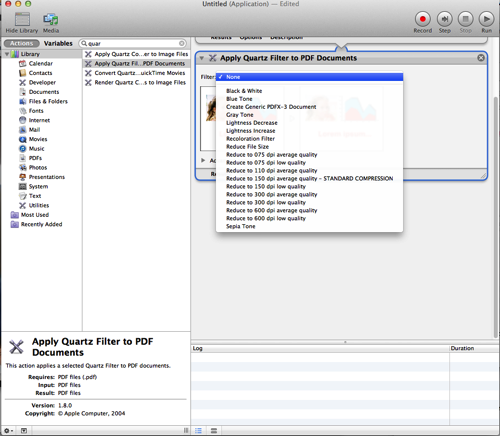 Untitled (Application) — Edited
Hide Library
Media
Record
Step
Stop
Run
Actions
Variables
quar
Library
Calendar
Contacts
Developer
Documents
Files & Folders
Fonts
Internet
Mail
Movies
Music
PDFs
Photos
Presentations
System
Text
Utilities
Most Used
Recently Added
Apply Quartz Co...er to Image Files
Apply Quartz Fil... PDF Documents
Convert Quartz...uickTime Movies
Render Quartz C...s to Image Files
Results Options Description
Apply Quartz Filter to PDF Documents
Filter:
✓ None
Black & White
Blue Tone
Create Generic PDFX-3 Document
Gray Tone
Lightness Decrease
Lightness Increase
Recoloration Filter
Reduce File Size
Reduce to 075 dpi average quality
Reduce to 075 dpi low quality
Reduce to 110 dpi average quality
Reduce to 150 dpi average quality - STANDARD COMPRESSION
Reduce to 150 dpi low quality
Reduce to 300 dpi average quality
Reduce to 300 dpi low quality
Reduce to 600 dpi average quality
Reduce to 600 dpi low quality
Sepia Tone
Apply Quartz Filter to PDF
Documents
This action applies a selected Quartz Filter to PDF documents.
Requires: PDF files (.pdf)
Input: PDF files
Result: PDF files
Version: 1.8.0
Copyright: © Apple Computer, 2004
Log
Duration